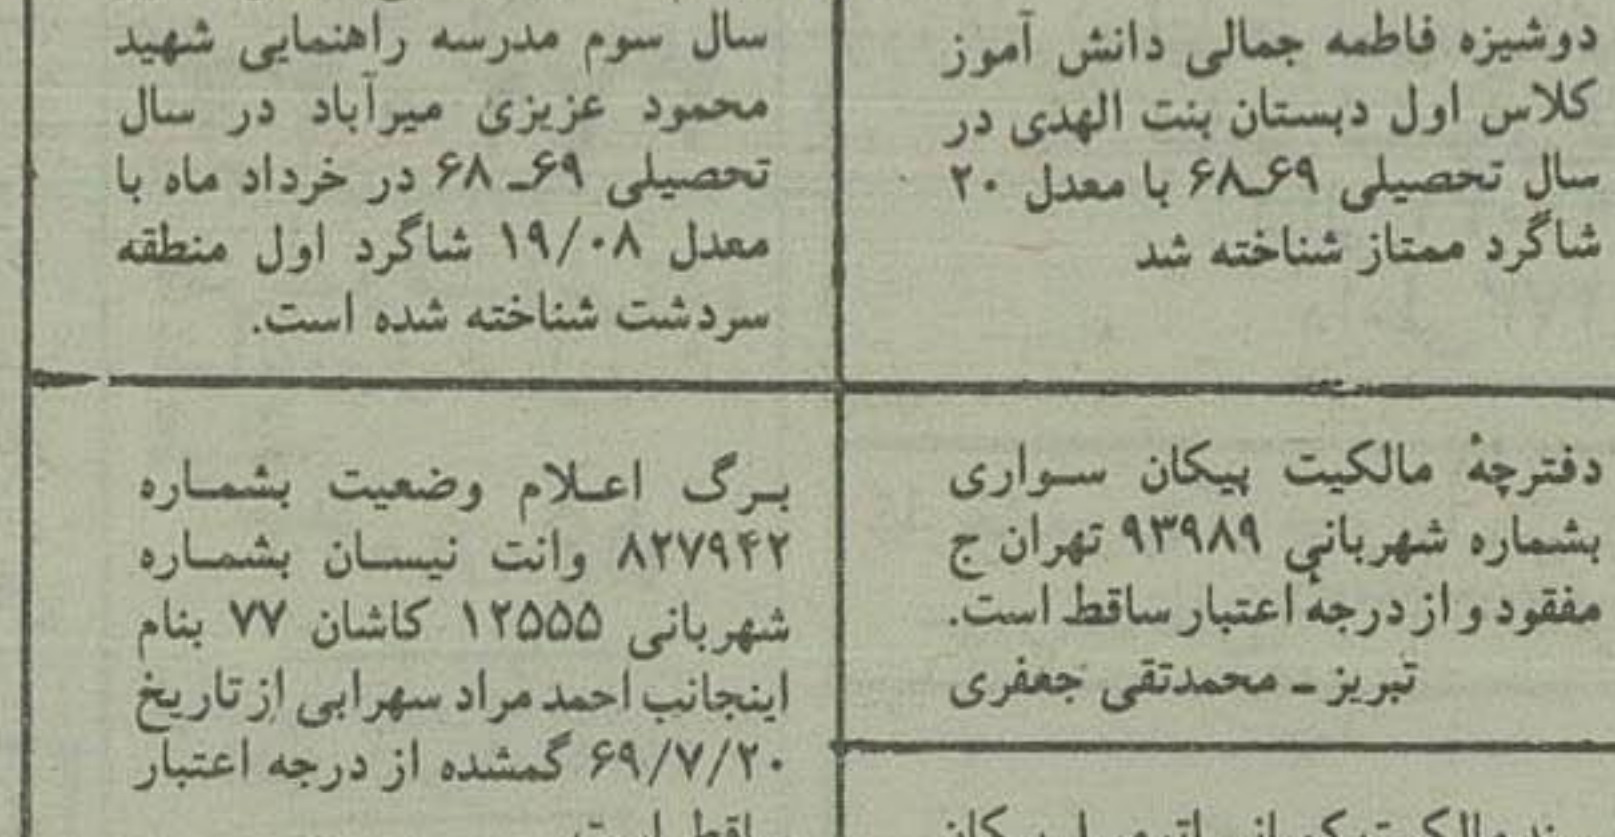 دوشیزه فاطمه جمالی دانش آموز
کلاس اول دبستان بنت الهدی در
سال تحصیلی ۶۹ـ۶۸ با معدل ۲۰
شاگرد ممتاز شناخته شد
دفترچهٔ مالکیت پیکان سواری
بشماره شهربانی ۹۳۹۸۹ تهران ج
مفقود و از درجهٔ اعتبار ساقط است.
تبریز ـ محمدتقی جعفری
سال سوم مدرسه راهنمایی شهید
محمود عزیزی میرآباد در سال
تحصیلی ۶۹ـ ۶۸ در خرداد ماه با
معدل ۱۹/۰۸ شاگرد اول منطقه
سردشت شناخته شده است.
برگ اعلام وضعیت بشماره
۸۲۷۹۴۲ وانت نیسان بشماره
شهربانی ۱۲۵۵۵ کاشان ۷۷ بنام
اینجانب احمد مراد سهرابی از تاریخ
۶۹/۷/۲۰ گمشده از درجه اعتبار
ساقط است